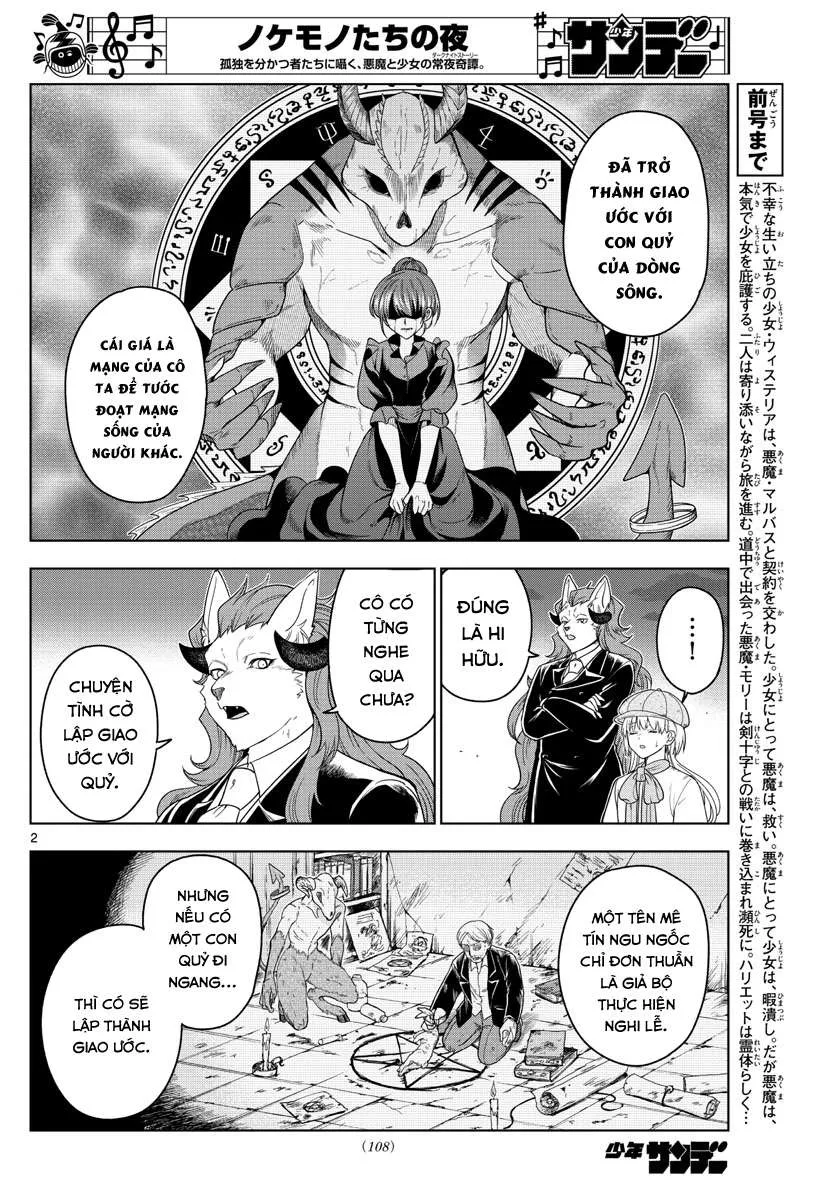 ノケモノたちの夜
ダークナイトストーリー
孤独を分かつ者たちに囁く、悪魔と少女の常夜奇譚。
少年サンデー
前号まで
不幸な生い立ちの少女・ウィステリアは、悪魔マルバスと契約を交わした。少女にとって悪魔は、救い。悪魔にとって少女は、暇潰し。だが悪魔は、
本気で少女を庇護する。二人は寄り添いながら旅を進む。道中で出会った悪魔・モリーは剣十字との戦いに巻き込まれ瀕死に。ハリエットは霊体らしく…
ĐÃ TRỞ
THÀNH GIAO
ƯỚC VỚI
CON QUỶ
CỦA DÒNG
SÔNG.
CÁI GIÁ LÀ
MẠNG CỦA CÔ
TA ĐỂ TƯỚC
ĐOẠT MẠNG
SỐNG CỦA
NGƯỜI KHÁC.
…!
ĐÚNG
LÀ HI
HỮU.
CÔ CÓ
TỪNG
NGHE
QUA
CHƯA?
CHUYỆN
TÌNH CỜ
LẬP GIAO
ƯỚC VỚI
QUỶ.
2
MỘT TÊN MÊ
TÍN NGU NGỐC
CHỈ ĐƠN THUẦN
LÀ GIẢ BỘ
THỰC HIỆN
NGHI LỄ.
NHƯNG
NẾU CÓ
MỘT CON
QUỶ ĐI
NGANG...
THÌ CÓ SẼ
LẬP THÀNH
GIAO ƯỚC.
(108)
少年サンデー